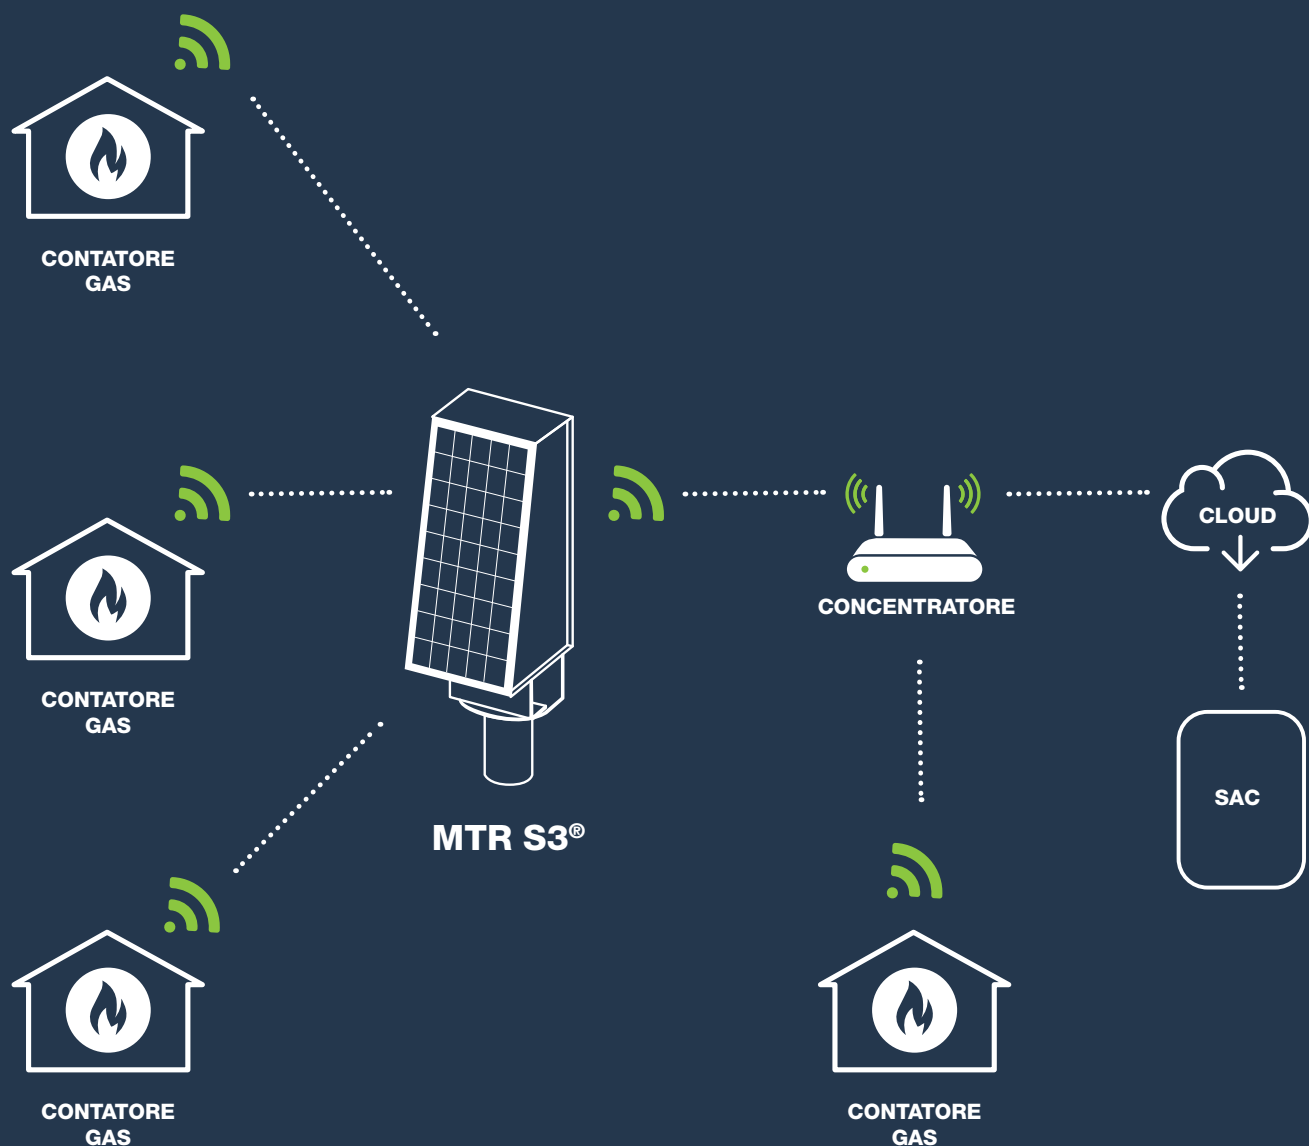 CONTATORE
GAS
CLOUD
CONCENTRATORE
CONTATORE
GAS
SAC
MTR S3®
CONTATORE
GAS
CONTATORE
GAS